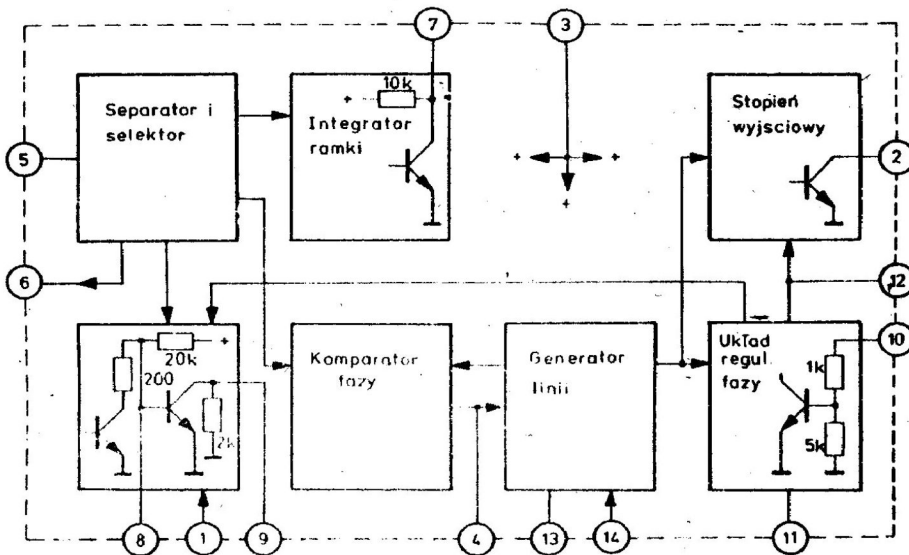 7
3
Separator i
selektor
+
10k
Integrator
ramki
Stopień
wyjsciowy
5
+
+
+
2
6
12
20k
+
200
2k
Komparator
fazy
Generator
linii
Układ
regul.
fazy
1k
5k
10
8
1
9
4
13
14
11